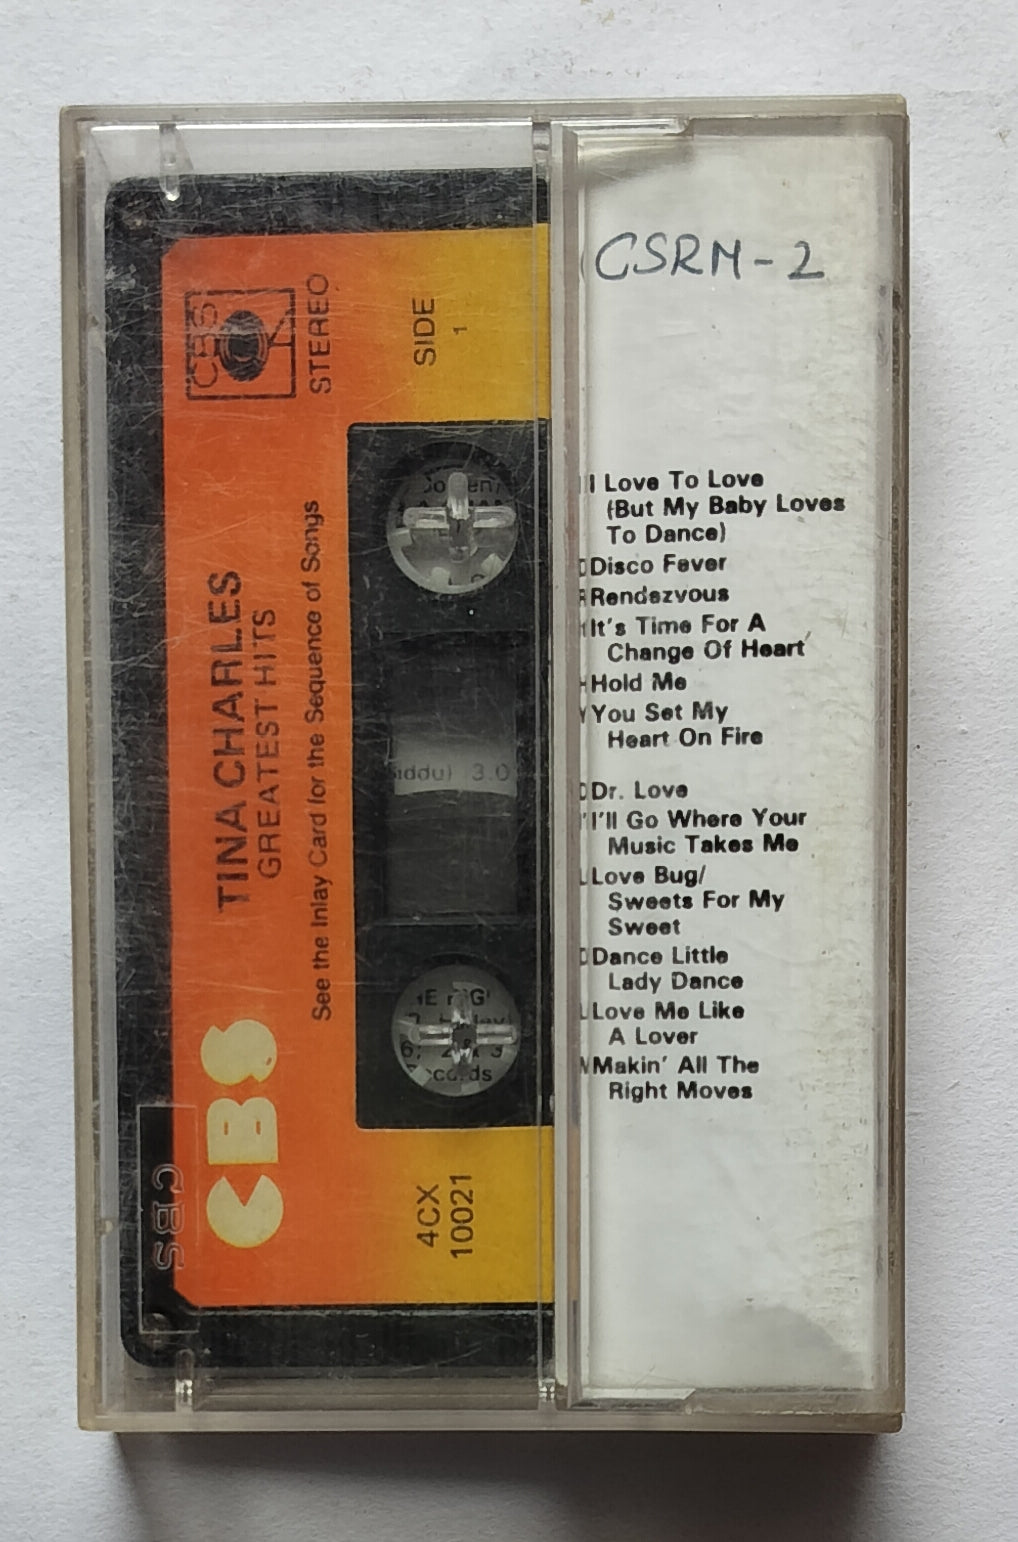 CBS
STEREO
SIDE
1
TINA CHARLES
GREATEST HITS
See the Inlay Card for the Sequence of Songs
CBS
4CX
10021
CBS
3.0
CSRM-2
I Love To Love
(But My Baby Loves
To Dance)
Disco Fever
Rendezvous
It's Time For A
Change Of Heart
Hold Me
You Set My
Heart On Fire
Dr. Love
I'll Go Where Your
Music Takes Me
Love Bug/
Sweets For My
Sweet
Dance Little
Lady Dance
Love Me Like
A Lover
Makin' All The
Right Moves